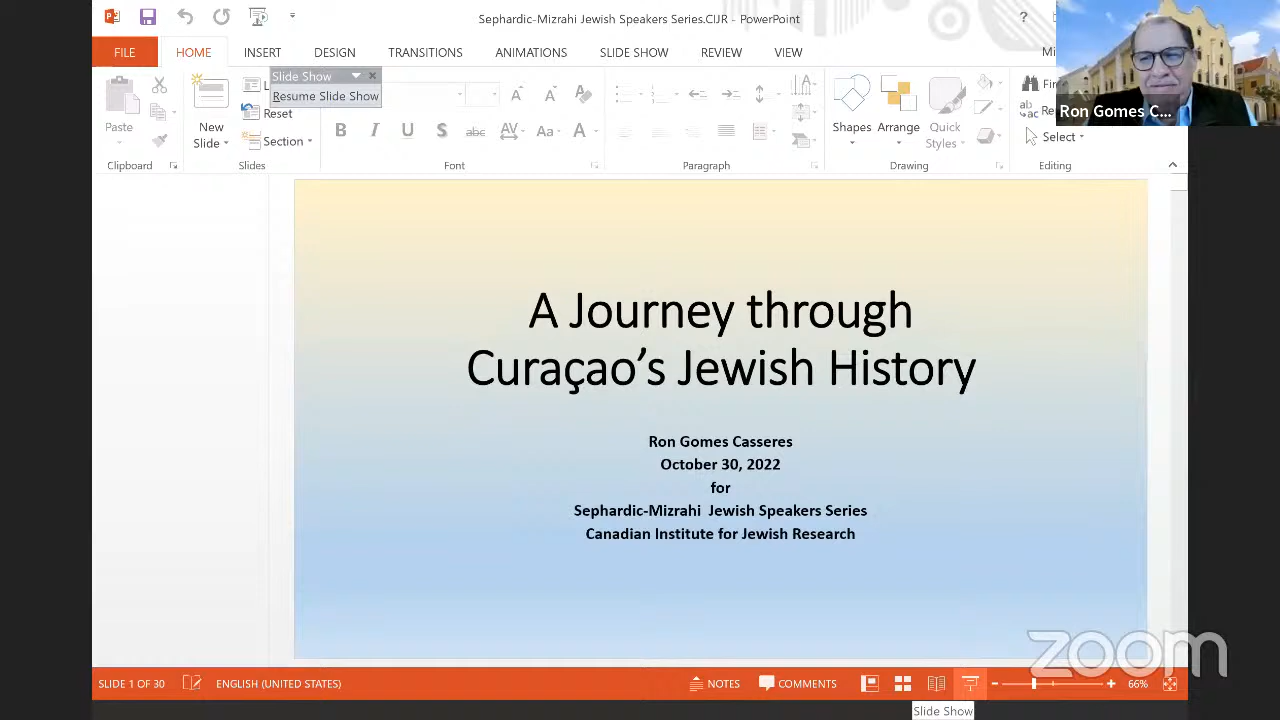 Sephardic-Mizrahi Jewish Speakers Series.CIJR - PowerPoint
?
FILE
HOME
INSERT
DESIGN
TRANSITIONS
ANIMATIONS
SLIDE SHOW
REVIEW
VIEW
Slide Show
Resume Slide Show
Paste
New
Slide
Reset
Section
B I U S abc AV Aa A
Shapes
Arrange
Quick
Styles
Select
Ron Gomes C...
Clipboard
Slides
Font
Paragraph
Drawing
Editing
A Journey through
Curaçao’s Jewish History
Ron Gomes Casseres
October 30, 2022
for
Sephardic-Mizrahi Jewish Speakers Series
Canadian Institute for Jewish Research
zoom
SLIDE 1 OF 30
ENGLISH (UNITED STATES)
NOTES
COMMENTS
66%
Slide Show